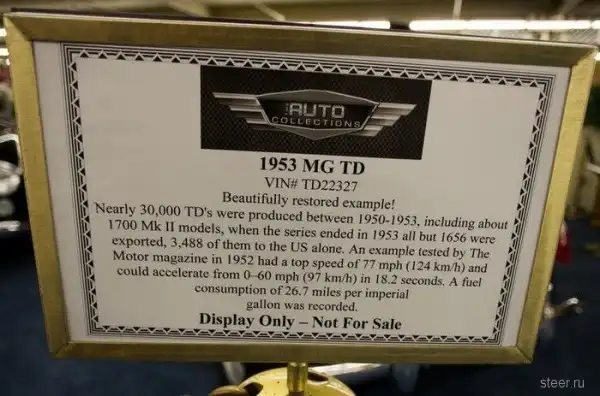 THE AUTO
COLLECTIONS
1953 MG TD
VIN# TD22327
Beautifully restored example!
Nearly 30,000 TD's were produced between 1950-1953, including about
1700 Mk II models, when the series ended in 1953 all but 1656 were
exported, 3,488 of them to the US alone. An example tested by The
Motor magazine in 1952 had a top speed of 77 mph (124 km/h) and
could accelerate from 0–60 mph (97 km/h) in 18.2 seconds. A fuel
consumption of 26.7 miles per imperial
gallon was recorded.
Display Only – Not For Sale
steer.ru